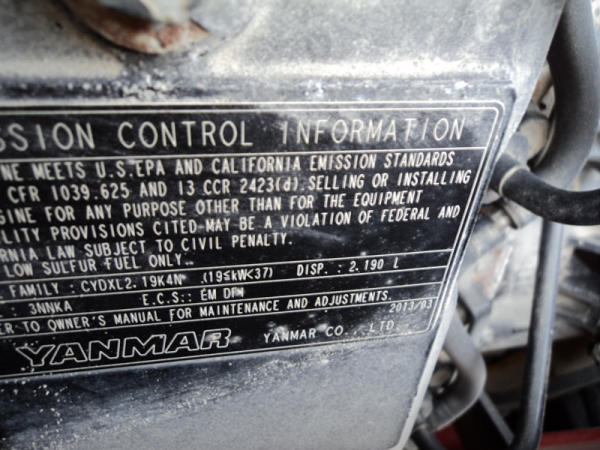 SSION CONTROL INFORMATION
NE MEETS U.S.EPA AND CALIFORNIA EMISSION STANDARDS
CFR 1039.625 AND 13 CCR 2423(d). SELLING OR INSTALLING
GINE FOR ANY PURPOSE OTHER THAN FOR THE EQUIPMENT
LITY PROVISIONS CITED MAY BE A VIOLATION OF FEDERAL AND
RNIA LAW SUBJECT TO CIVIL PENALTY.
LOW SULFUR FUEL ONLY.
FAMILY : CYDXL2.19K4N (19≤kW<37) DISP. : 2.190 L
: 3NNKA E.C.S.: EM DFI
ER TO OWNER'S MANUAL FOR MAINTENANCE AND ADJUSTMENTS. 2013/03
YANMAR YANMAR CO.,LTD.